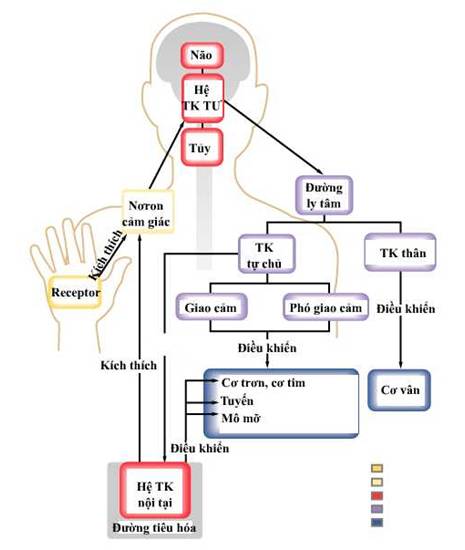 Não
Hệ
TK TƯ
Tủy
Đường
ly tâm
Nơron
cảm giác
Kích thích
TK
tự chủ
TK thân
Receptor
Giao cảm
Phó giao cảm
Điều khiển
Điều khiển
Kích thích
Cơ trơn, cơ tim
Tuyến
Mô mỡ
Cơ vân
Điều khiển
Hệ TK
nội tại
Đường tiêu hóa